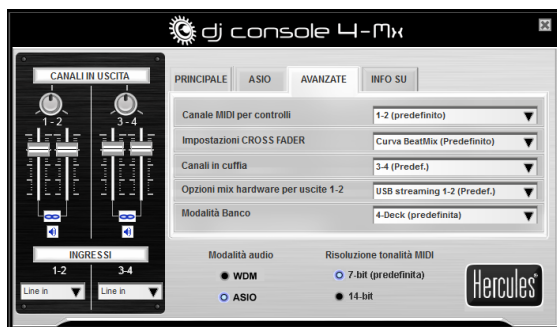 dj console 4-Mx
CANALI IN USCITA
1-2
3-4
INGRESSI
1-2
3-4
Line in
Line in
PRINCIPALE
ASIO
AVANZATE
INFO SU
Canale MIDI per controlli
1-2 (predefinito)
Impostazioni CROSS FADER
Curva BeatMix (Predefinito)
Canali in cuffia
3-4 (Predef.)
Opzioni mix hardware per uscite 1-2
USB streaming 1-2 (Predef.)
Modalità Banco
4-Deck (predefinita)
Modalità audio
WDM
ASIO
Risoluzione tonalità MIDI
7-bit (predefinita)
14-bit
Hercules